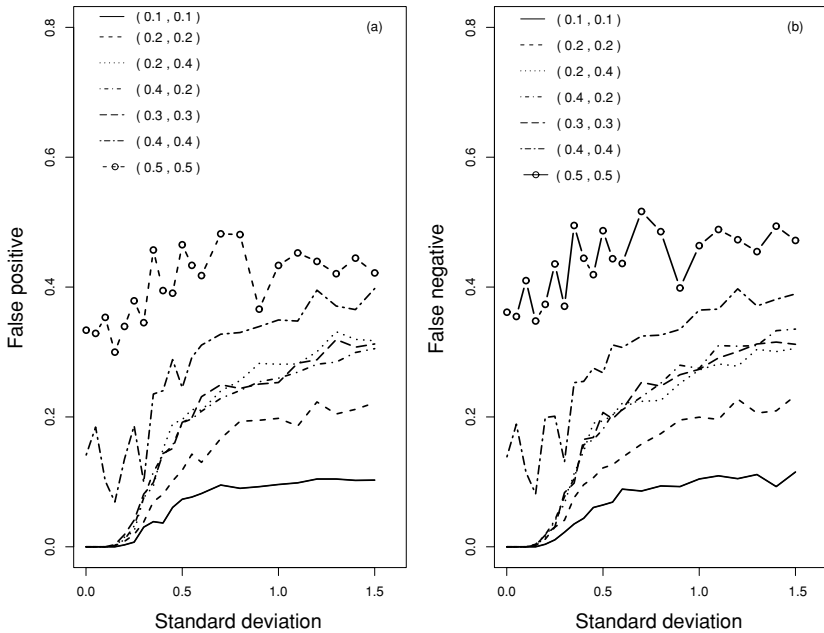 (a)
( 0.1 , 0.1 )
( 0.2 , 0.2 )
( 0.2 , 0.4 )
( 0.4 , 0.2 )
( 0.3 , 0.3 )
( 0.4 , 0.4 )
( 0.5 , 0.5 )
False positive
0.8
0.6
0.4
0.2
0.0
0.0 0.5 1.0 1.5
Standard deviation
(b)
( 0.1 , 0.1 )
( 0.2 , 0.2 )
( 0.2 , 0.4 )
( 0.4 , 0.2 )
( 0.3 , 0.3 )
( 0.4 , 0.4 )
( 0.5 , 0.5 )
False negative
0.8
0.6
0.4
0.2
0.0
0.0 0.5 1.0 1.5
Standard deviation